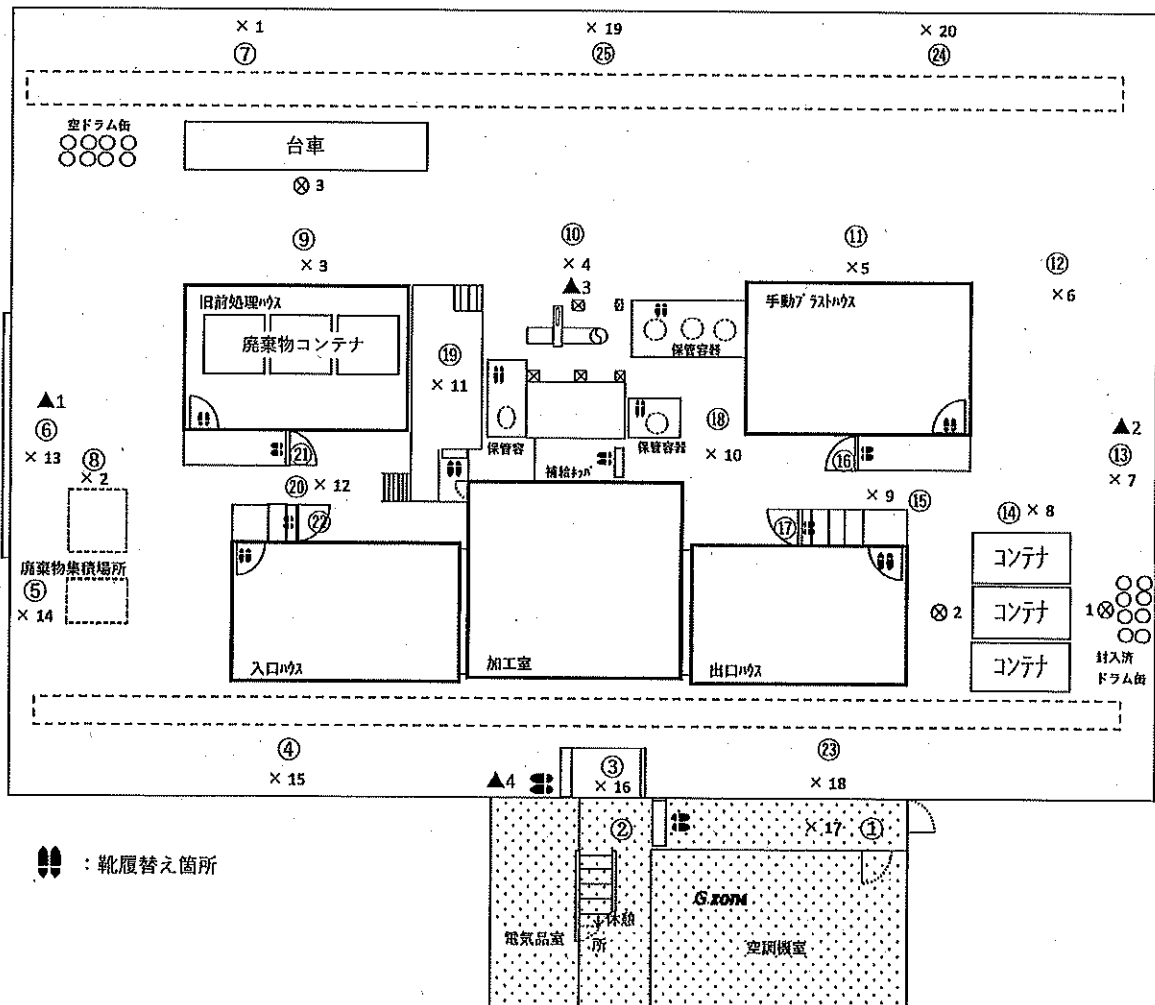 × 1
× 19
× 20
⑦
㉕
㉔
空ドラム缶
台車
⊗ 3
⑨
⑩
⑪
⑫
× 3
× 4
× 5
× 6
▲3
旧前処理ハウス
廃棄物コンテナ
手動ブラストハウス
保管容器
⑲
× 11
▲1
⑥
× 13
⑧
× 2
⑱
× 10
▲2
⑬
× 7
保管容
保管容器
㉑
⑯
⑳
× 12
× 9
⑮
⑭
× 8
㉒
⑰
コンテナ
廃棄物集積場所
⑤
× 14
⊗ 2
コンテナ
1 ⊗
コンテナ
封入済
ドラム缶
入口ハウス
加工室
出口ハウス
④
× 15
▲4
③
× 16
㉓
× 18
②
× 17
①
：靴履替え箇所
G.zone
休憩
所
電気品室
空調機室